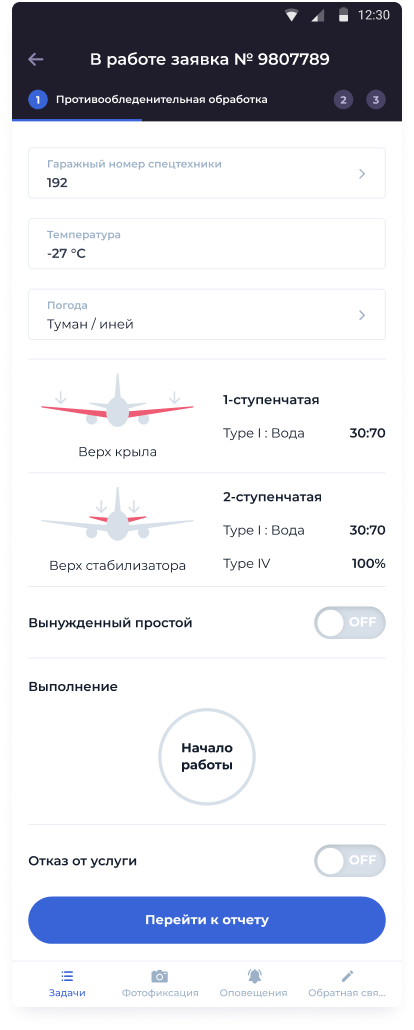 12:30
В работе заявка № 9807789
1 Противообледенительная обработка 2 3
Гаражный номер спецтехники
192
Температура
-27 °C
Погода
Туман / иней
1-ступенчатая
Type I : Вода 30:70
Верх крыла
2-ступенчатая
Type I : Вода 30:70
Верх стабилизатора
Type IV 100%
Вынужденный простой OFF
Выполнение
Начало
работы
Отказ от услуги OFF
Перейти к отчету
Задачи Фотофиксация Оповещения Обратная свя...